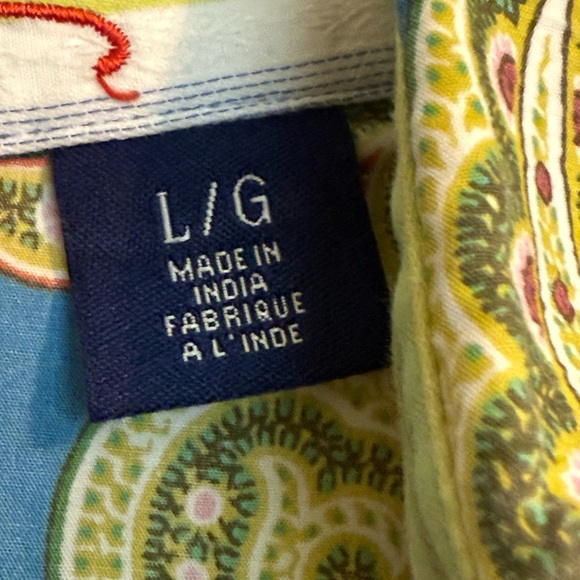 L/G
MADE IN
INDIA
FABRIQUE
A L'INDE